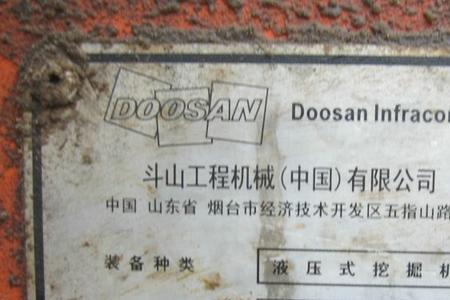 DOOSAN Doosan Infraco
斗山工程机械(中国)有限公司
中国 山东省 烟台市经济技术开发区五指山路
装备种类 液压式挖掘机